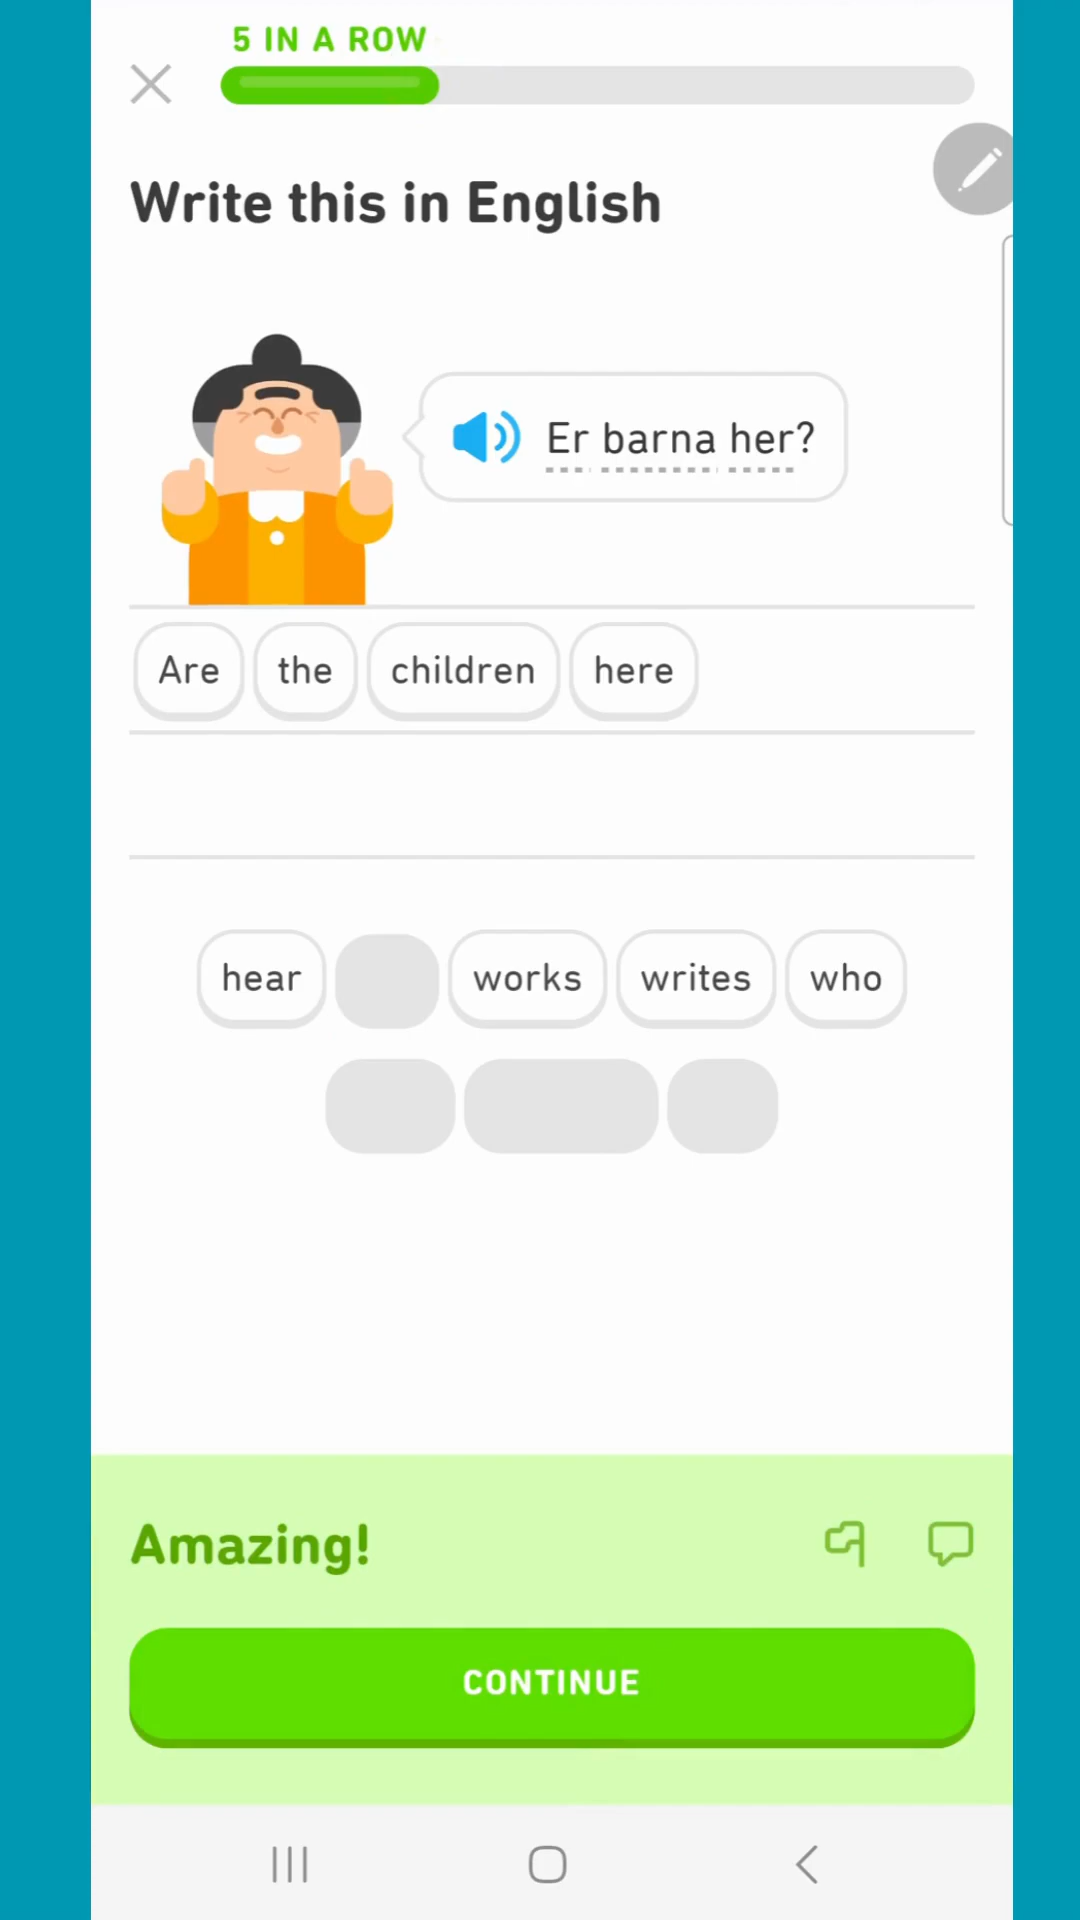 5 IN A ROW
Write this in English
Er barna her?
Are the children here
hear works writes who
Amazing!
CONTINUE